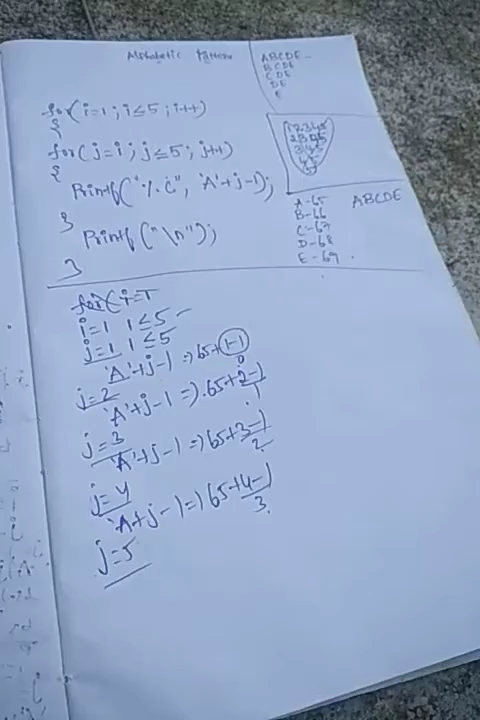 Alphabetic Pattern
ABCDE
BCDE
CDE
DE
E
for(i=1; i≤5; i++)
{
for(j=i; j≤5; j++)
{
Printf("%c", 'A'+j-1);
}
Printf("\n");
}
12345
2345
345
45
5
A-65
B-66
C-67
D-68
E-69
ABCDE
for(i=1
i=1 1≤5
j=1 1≤5
'A'+j-1 => 65+1-1
0
j=2
'A'+j-1 => 65+2-1
1
j=3
'A'+j-1 => 65+3-1
2
j=4
'A+j-1 => 65+4-1
3
j=5